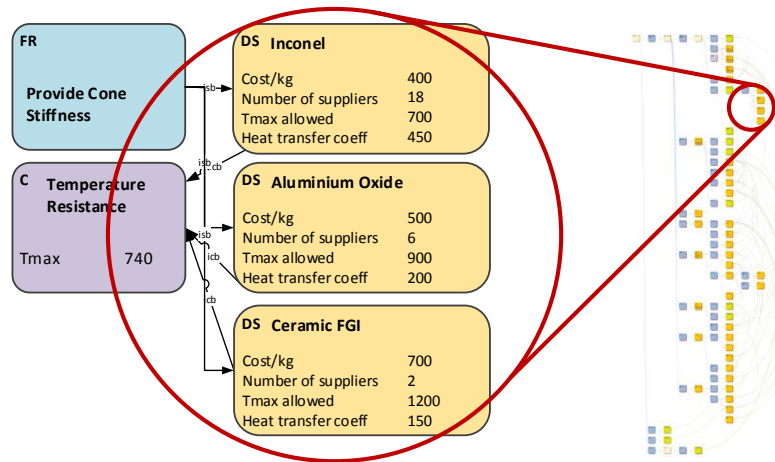 FR
Provide Cone
Stiffness
C Temperature
Resistance
Tmax 740
DS Inconel
Cost/kg 400
Number of suppliers 18
Tmax allowed 700
Heat transfer coeff 450
DS Aluminium Oxide
Cost/kg 500
Number of suppliers 6
Tmax allowed 900
Heat transfer coeff 200
DS Ceramic FGI
Cost/kg 700
Number of suppliers 2
Tmax allowed 1200
Heat transfer coeff 150
isb
isb
icb
isb
icb
icb